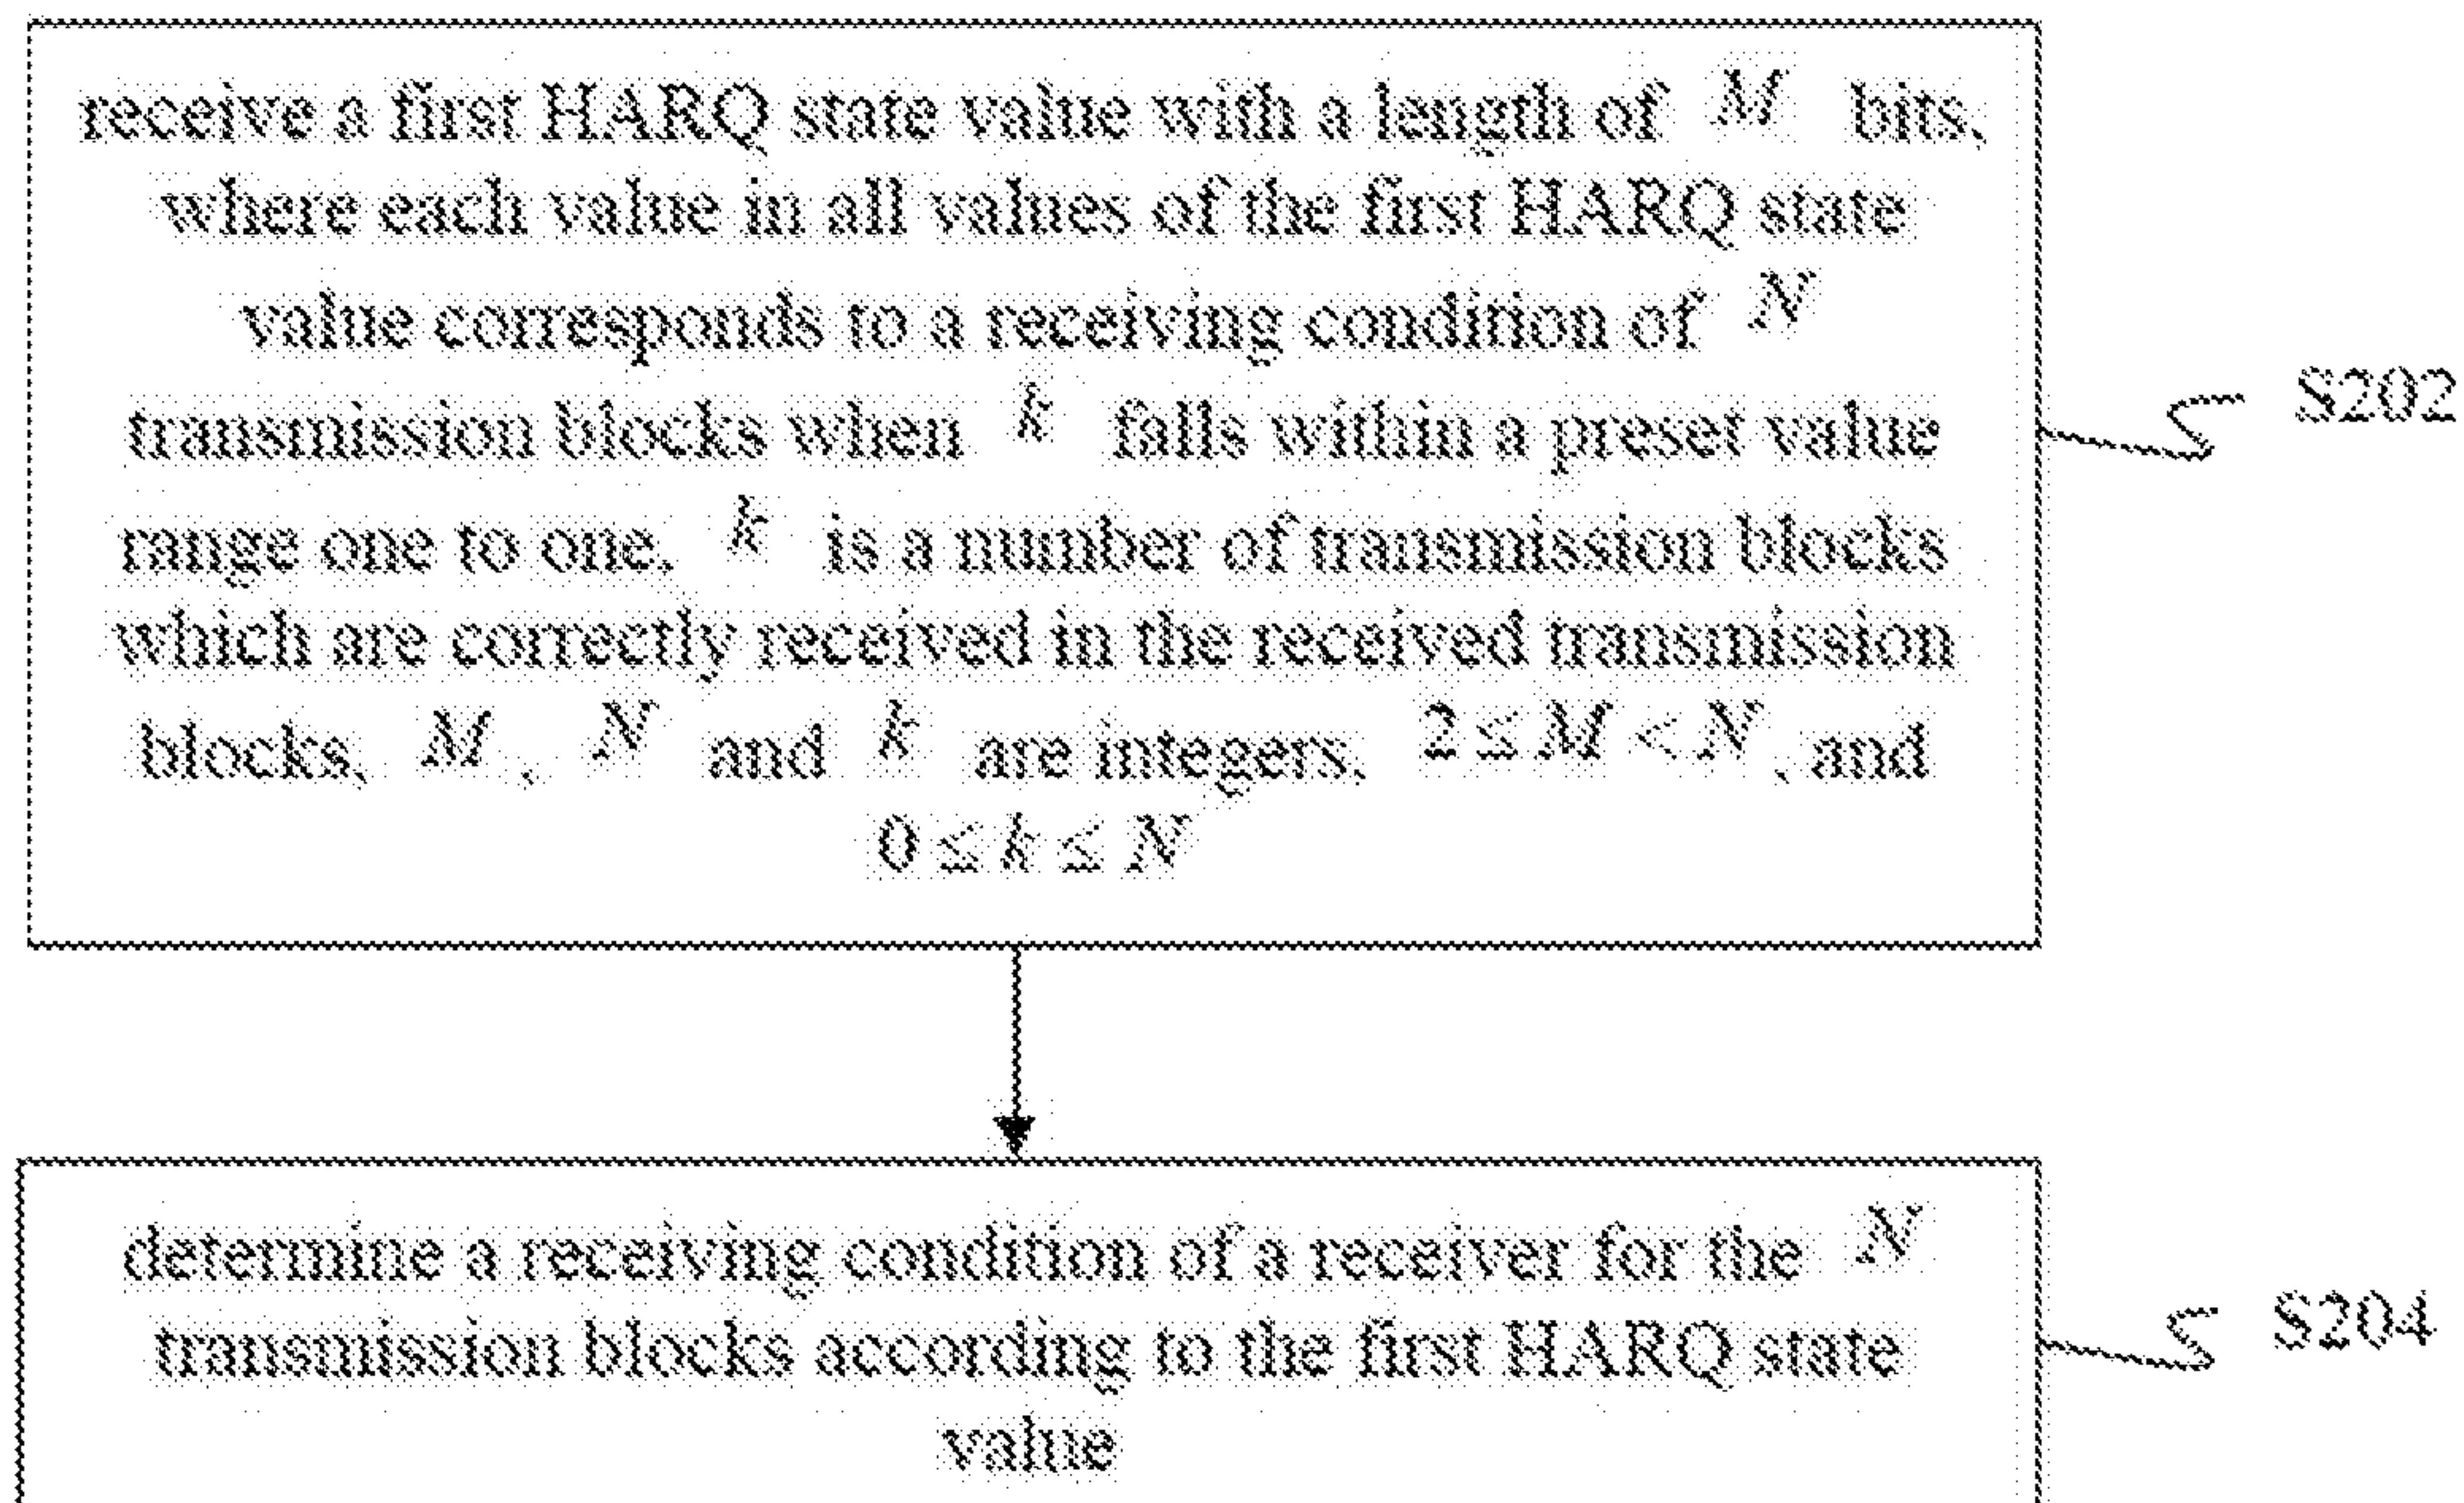 receive a first HARQ state value with a length of M bits,
where each value in all values of the first HARQ state
value corresponds to a receiving condition of N
transmission blocks when k falls within a preset value
range one to one, k is a number of transmission blocks
which are correctly received in the received transmission
blocks, M, N and k are integers, 2 ≤ M < N, and
0 ≤ k ≤ N
S202
determine a receiving condition of a receiver for the N
transmission blocks according to the first HARQ state
value
S204